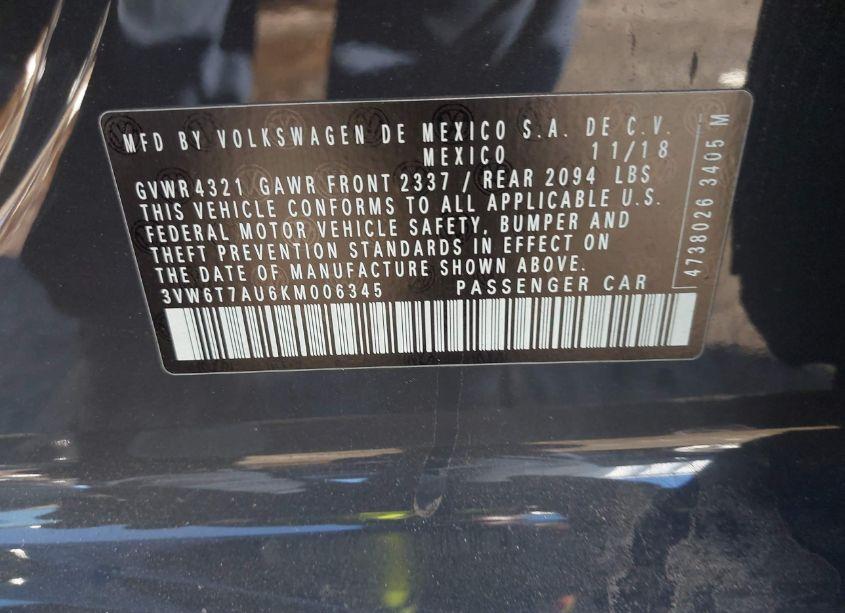 MFD BY VOLKSWAGEN DE MEXICO S.A. DE C.V.
MEXICO 11/18
GVWR 4321 / GAWR FRONT 2337 / REAR 2094 LBS
THIS VEHICLE CONFORMS TO ALL APPLICABLE U.S.
FEDERAL MOTOR VEHICLE SAFETY, BUMPER AND
THEFT PREVENTION STANDARDS IN EFFECT ON
THE DATE OF MANUFACTURE SHOWN ABOVE.
3VW6T7AU6KM006345 PASSENGER CAR
4738026 3405 M